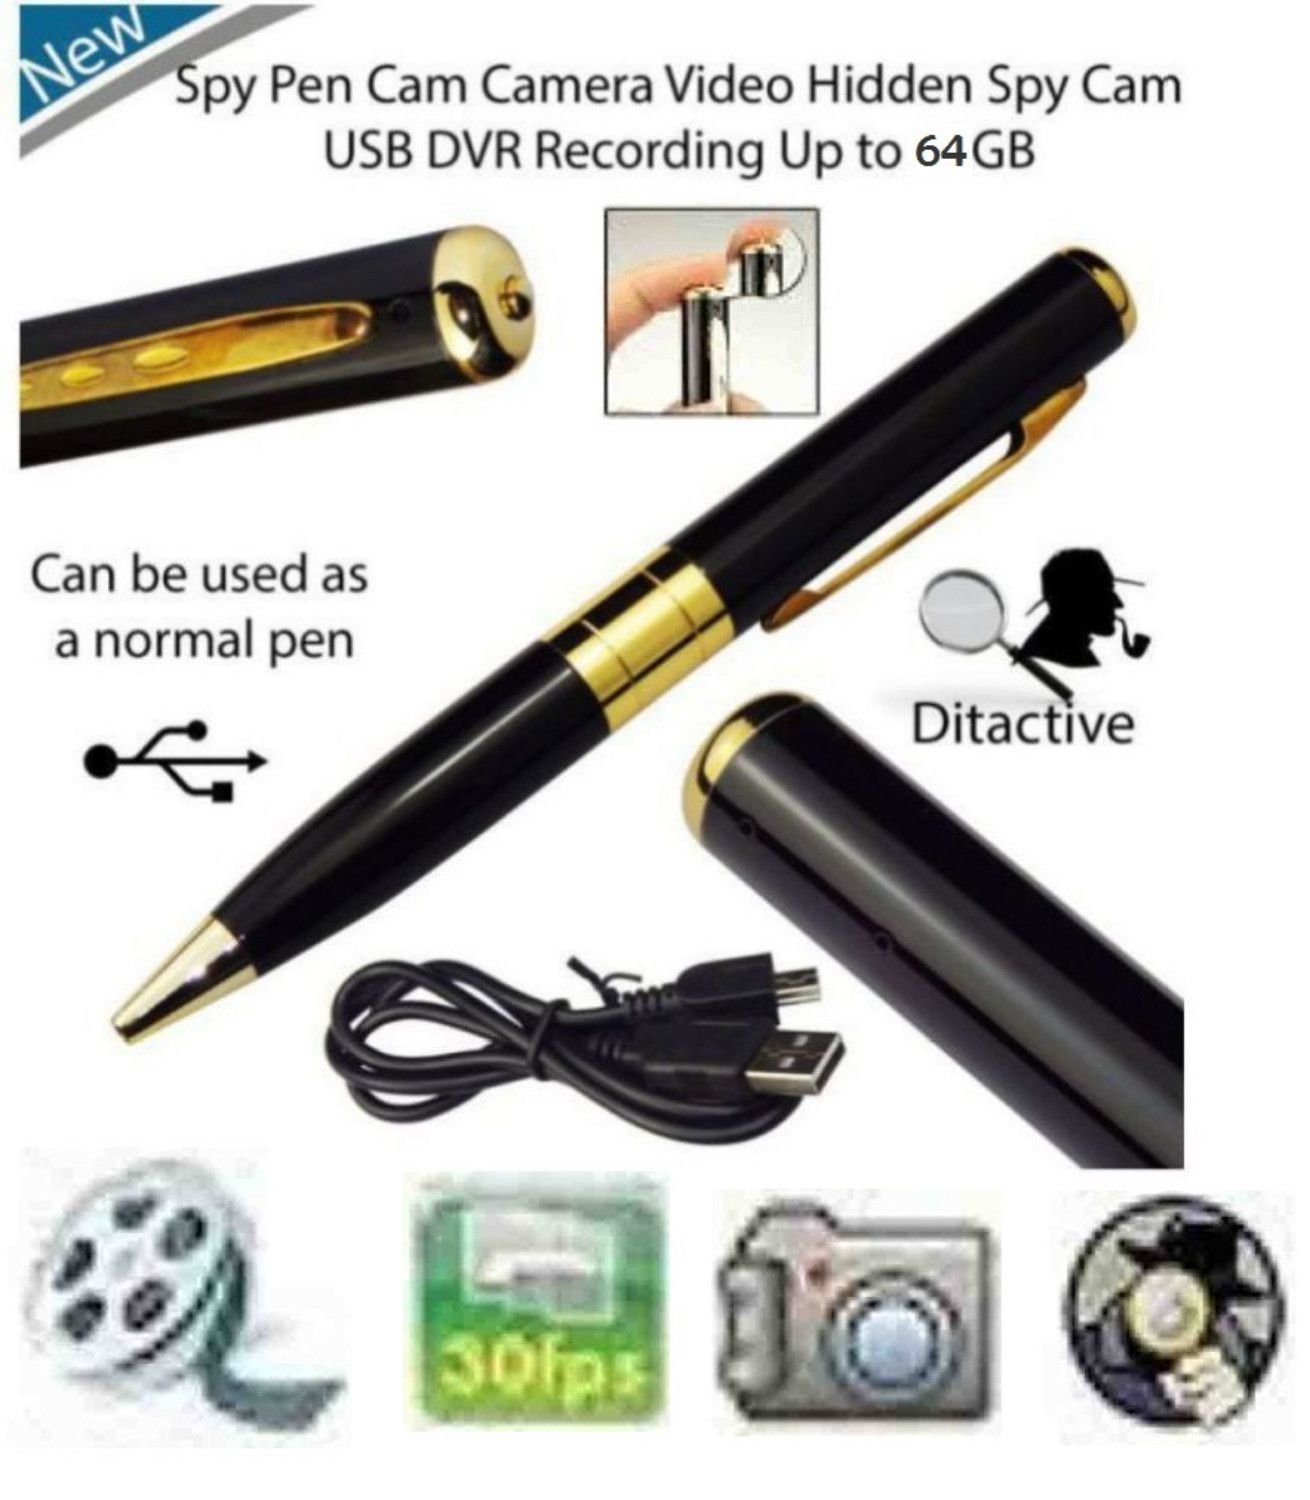 New
Spy Pen Cam Camera Video Hidden Spy Cam
USB DVR Recording Up to 64GB
Can be used as
a normal pen
Ditactive
30fps